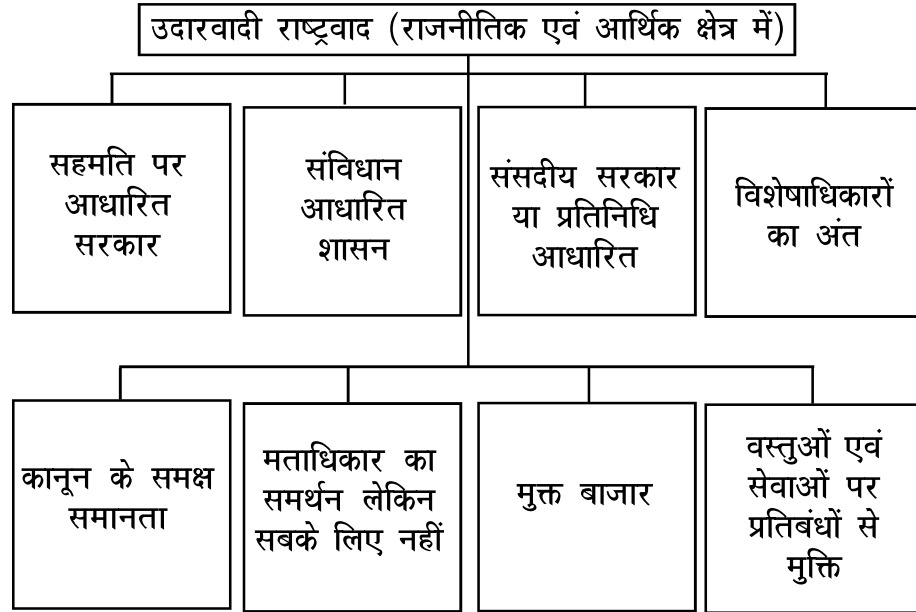 उदारवादी राष्ट्रवाद (राजनीतिक एवं आर्थिक क्षेत्र में)
सहमति पर
आधारित
सरकार
संविधान
आधारित
शासन
संसदीय सरकार
या प्रतिनिधि
आधारित
विशेषाधिकारों
का अंत
कानून के समक्ष
समानता
मताधिकार का
समर्थन लेकिन
सबके लिए नहीं
मुक्त बाजार
वस्तुओं एवं
सेवाओं पर
प्रतिबंधों से
मुक्ति